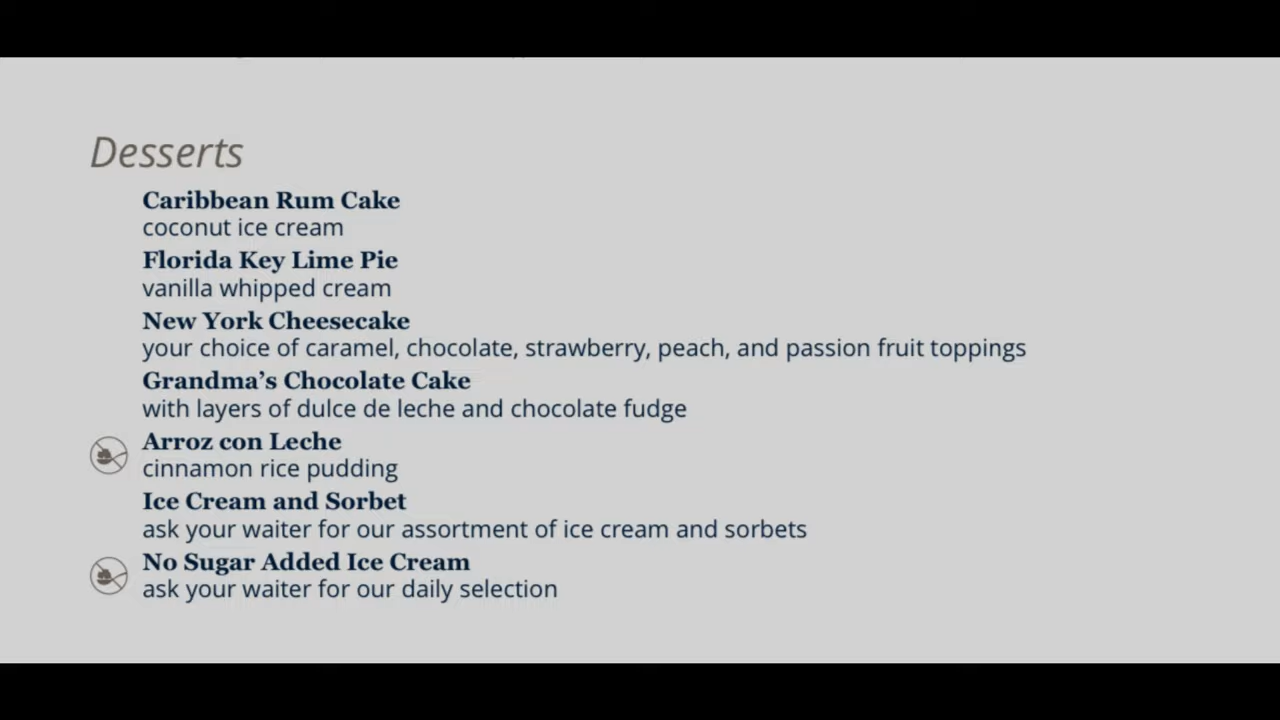 Desserts
Caribbean Rum Cake
coconut ice cream
Florida Key Lime Pie
vanilla whipped cream
New York Cheesecake
your choice of caramel, chocolate, strawberry, peach, and passion fruit toppings
Grandma’s Chocolate Cake
with layers of dulce de leche and chocolate fudge
Arroz con Leche
cinnamon rice pudding
Ice Cream and Sorbet
ask your waiter for our assortment of ice cream and sorbets
No Sugar Added Ice Cream
ask your waiter for our daily selection